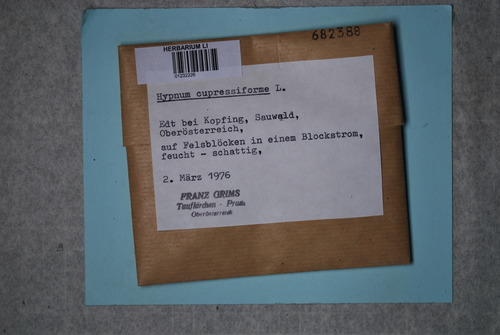 682388
HERBARIUM LI
Hypnum cupressiforme L.
Edt bei Kopfing, Sauwald,
Oberösterreich,
auf Felsblöcken in einem Blockstrom,
feucht - schattig,
2. März 1976
FRANZ GRIMS
Taufkirchen - Pram
Oberösterreich